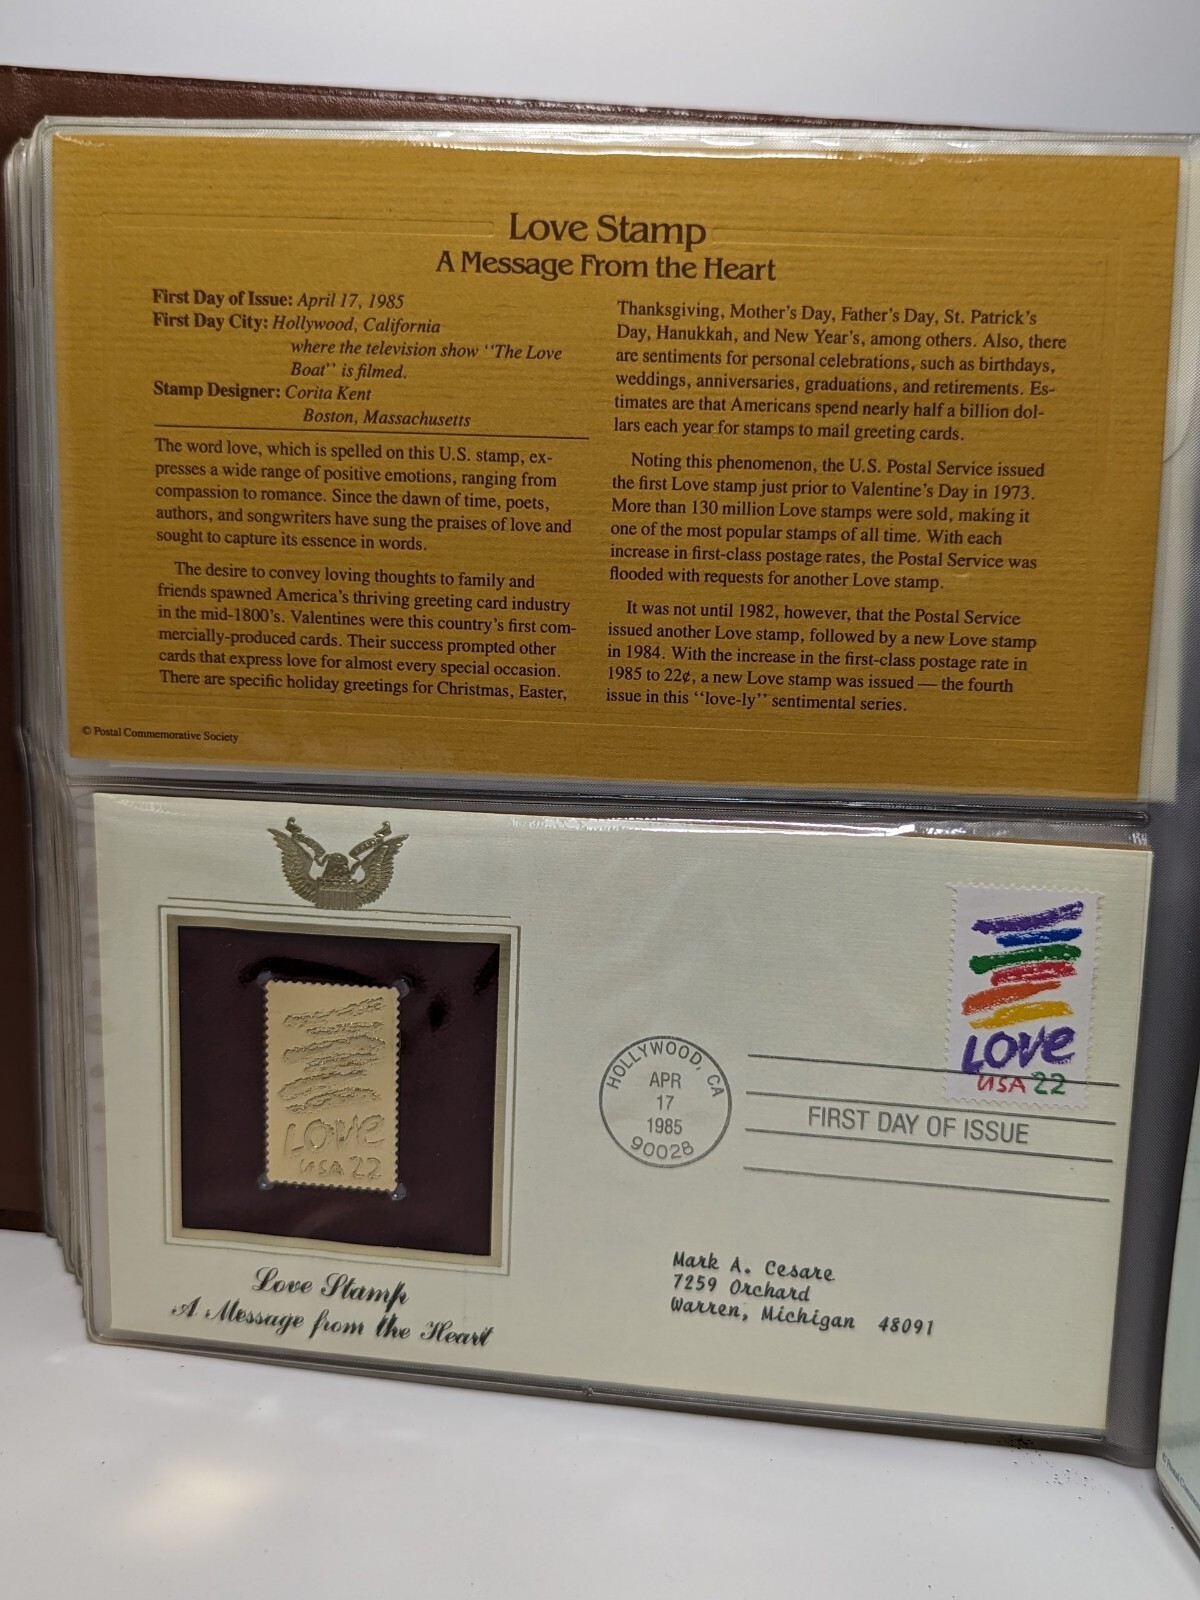 Love Stamp
A Message From the Heart
First Day of Issue: April 17, 1985
First Day City: Hollywood, California
where the television show "The Love
Boat" is filmed.
Stamp Designer: Corita Kent
Boston, Massachusetts
The word love, which is spelled on this U.S. stamp, ex-
presses a wide range of positive emotions, ranging from
compassion to romance. Since the dawn of time, poets,
authors, and songwriters have sung the praises of love and
sought to capture its essence in words.
The desire to convey loving thoughts to family and
friends spawned America's thriving greeting card industry
in the mid-1800's. Valentines were this country's first com-
mercially-produced cards. Their success prompted other
cards that express love for almost every special occasion.
There are specific holiday greetings for Christmas, Easter,
Thanksgiving, Mother's Day, Father's Day, St. Patrick's
Day, Hanukkah, and New Year's, among others. Also, there
are sentiments for personal celebrations, such as birthdays,
weddings, anniversaries, graduations, and retirements. Es-
timates are that Americans spend nearly half a billion dol-
lars each year for stamps to mail greeting cards.
Noting this phenomenon, the U.S. Postal Service issued
the first Love stamp just prior to Valentine's Day in 1973.
More than 130 million Love stamps were sold, making it
one of the most popular stamps of all time. With each
increase in first-class postage rates, the Postal Service was
flooded with requests for another Love stamp.
It was not until 1982, however, that the Postal Service
issued another Love stamp, followed by a new Love stamp
in 1984. With the increase in the first-class postage rate in
1985 to 22¢, a new Love stamp was issued — the fourth
issue in this "love-ly" sentimental series.
© Postal Commemorative Society
LOVE
USA 22
LOVE
USA 22
HOLLYWOOD, CA
APR
17
1985
90028
FIRST DAY OF ISSUE
Love Stamp
A Message from the Heart
Mark A. Cesare
7259 Orchard
Warren, Michigan 48091